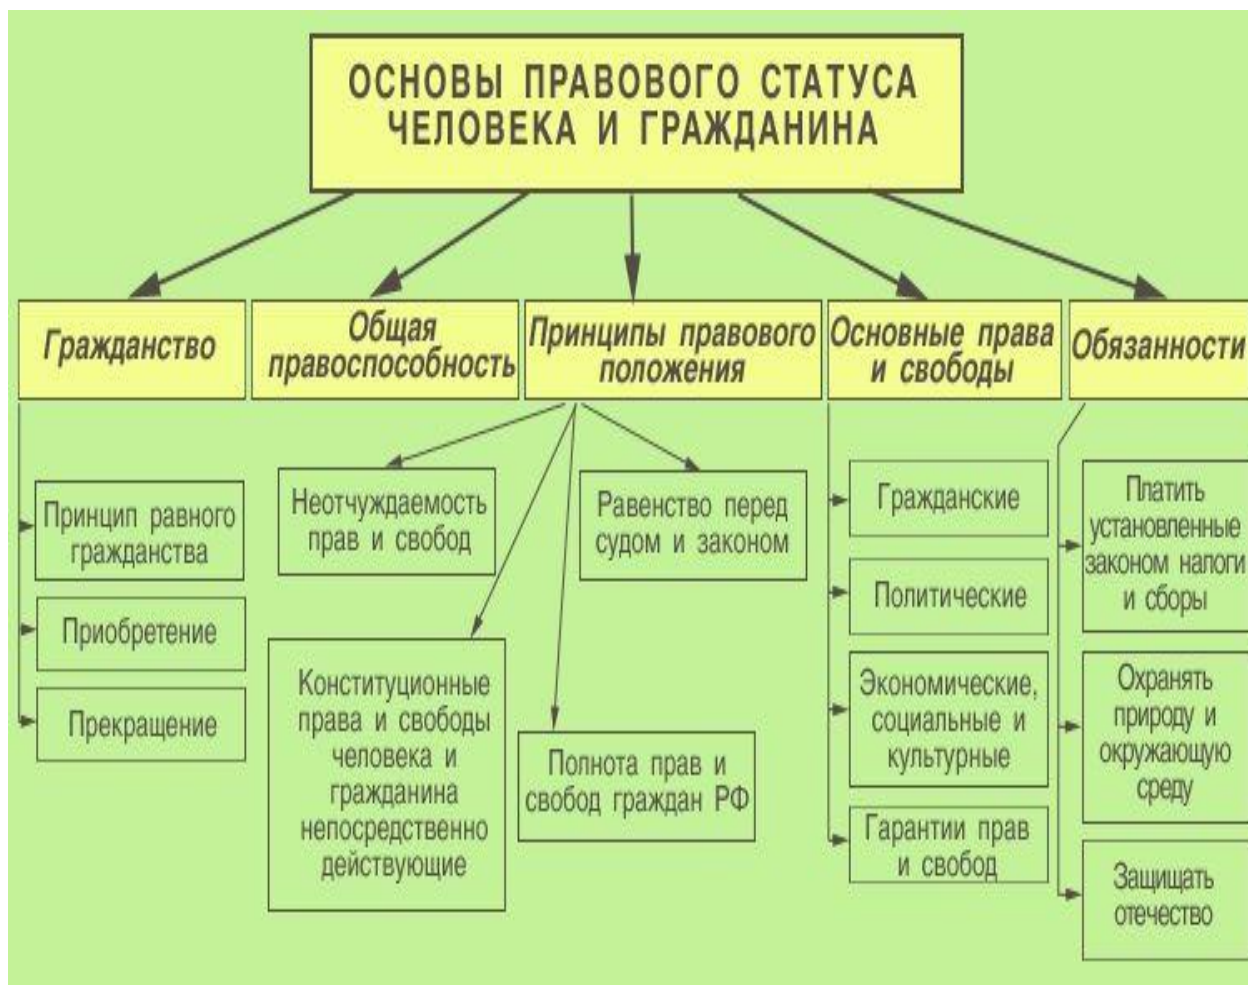 ОСНОВЫ ПРАВОВОГО СТАТУСА
ЧЕЛОВЕКА И ГРАЖДАНИНА
Гражданство
Общая
правоспособность
Принципы правового
положения
Основные права
и свободы
Обязанности
Принцип равного
гражданства
Приобретение
Прекращение
Неотчуждаемость
прав и свобод
Равенство перед
судом и законом
Конституционные
права и свободы
человека и
гражданина
непосредственно
действующие
Полнота прав и
свобод граждан РФ
Гражданские
Политические
Экономические,
социальные и
культурные
Гарантии прав
и свобод
Платить
установленные
законом налоги
и сборы
Охранять
природу и
окружающую
среду
Защищать
отечество